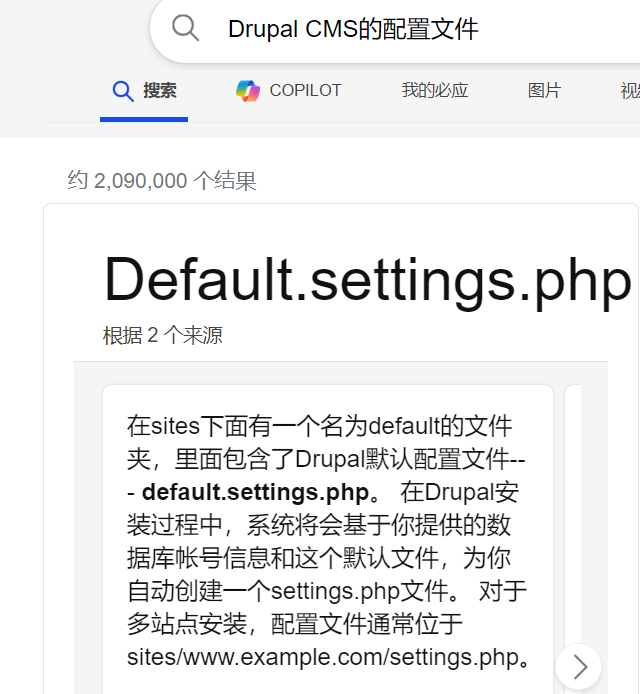 Drupal CMS的配置文件
搜索 COPILOT 我的必应 图片
约 2,090,000 个结果
Default.settings.php
根据 2 个来源
在sites下面有一个名为default的文件
夹，里面包含了Drupal默认配置文件--
- default.settings.php。 在Drupal安
装过程中，系统将会基于你提供的数
据库帐号信息和这个默认文件，为你
自动创建一个settings.php文件。 对于
多站点安装，配置文件通常位于
sites/www.example.com/settings.php。